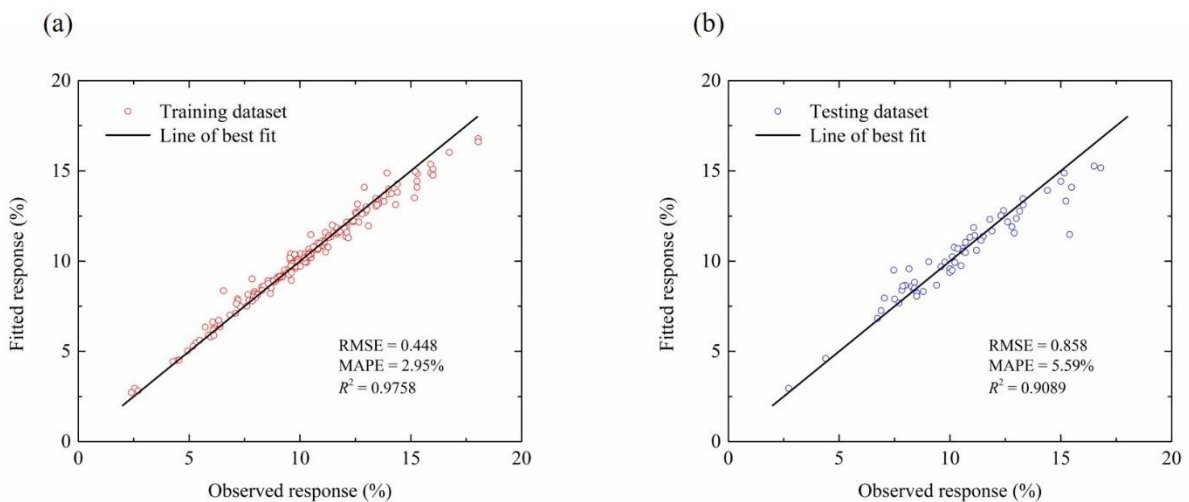 (a)
20
15
10
5
0
Fitted response (%)
Training dataset
Line of best fit
RMSE = 0.448
MAPE = 2.95%
R² = 0.9758
0 5 10 15 20
Observed response (%)
(b)
20
15
10
5
0
Fitted response (%)
Testing dataset
Line of best fit
RMSE = 0.858
MAPE = 5.59%
R² = 0.9089
0 5 10 15 20
Observed response (%)